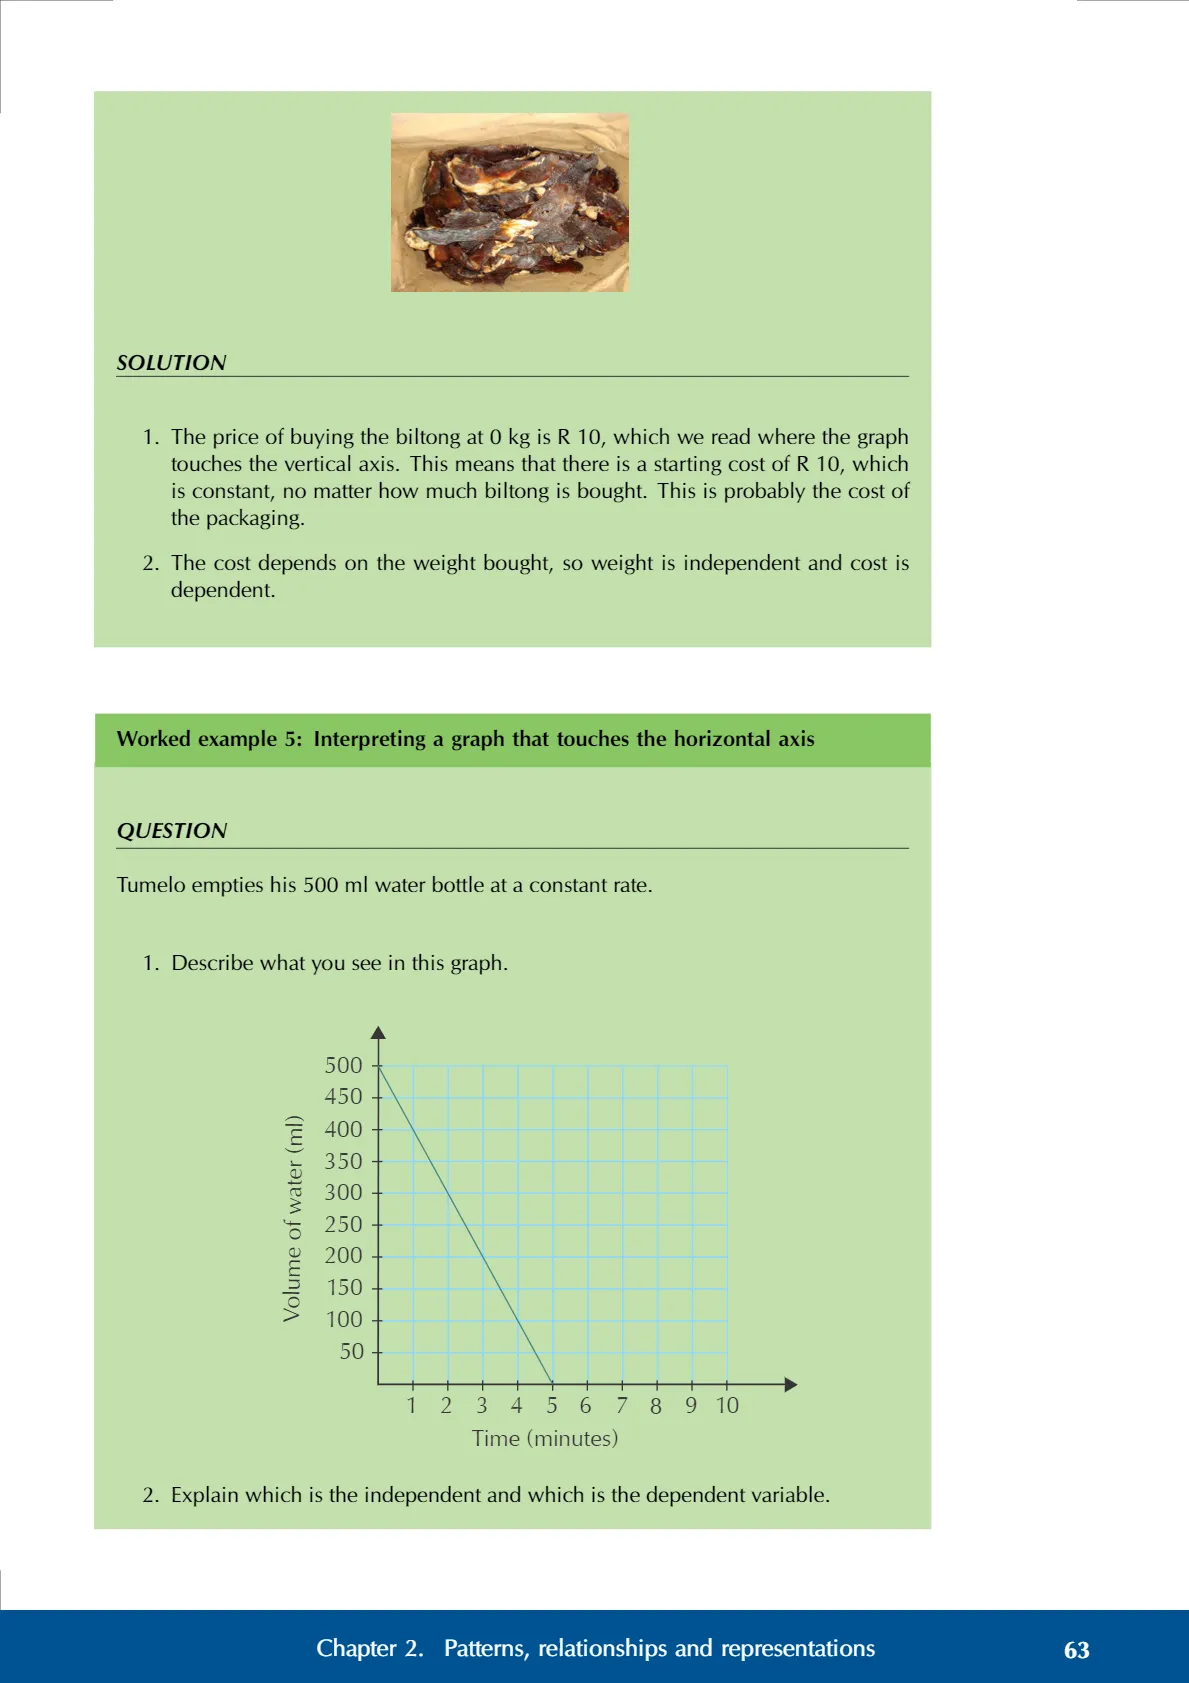 SOLUTION
1. The price of buying the biltong at 0 kg is R 10, which we read where the graph
touches the vertical axis. This means that there is a starting cost of R 10, which
is constant, no matter how much biltong is bought. This is probably the cost of
the packaging.
2. The cost depends on the weight bought, so weight is independent and cost is
dependent.
Worked example 5: Interpreting a graph that touches the horizontal axis
QUESTION
Tumelo empties his 500 ml water bottle at a constant rate.
1. Describe what you see in this graph.
Volume of water (ml)
500
450
400
350
300
250
200
150
100
50
1 2 3 4 5 6 7 8 9 10
Time (minutes)
2. Explain which is the independent and which is the dependent variable.
Chapter 2. Patterns, relationships and representations 63